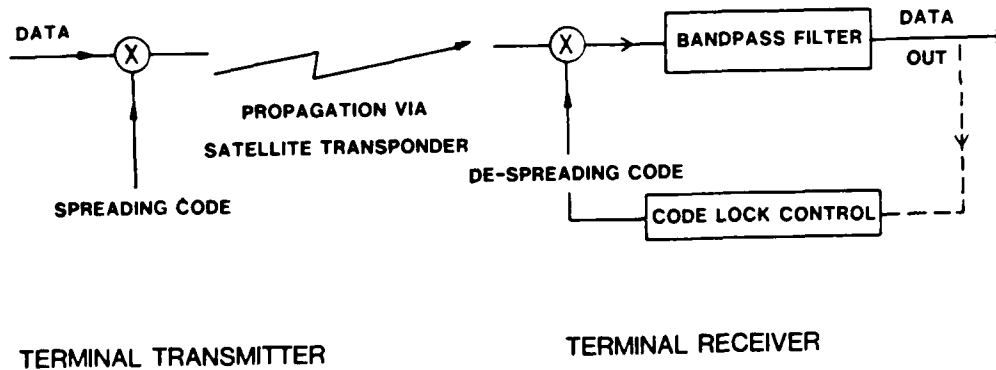 DATA
X
PROPAGATION VIA
SATELLITE TRANSPONDER
SPREADING CODE
X
BANDPASS FILTER
DATA
OUT
DE-SPREADING CODE
CODE LOCK CONTROL
TERMINAL TRANSMITTER
TERMINAL RECEIVER